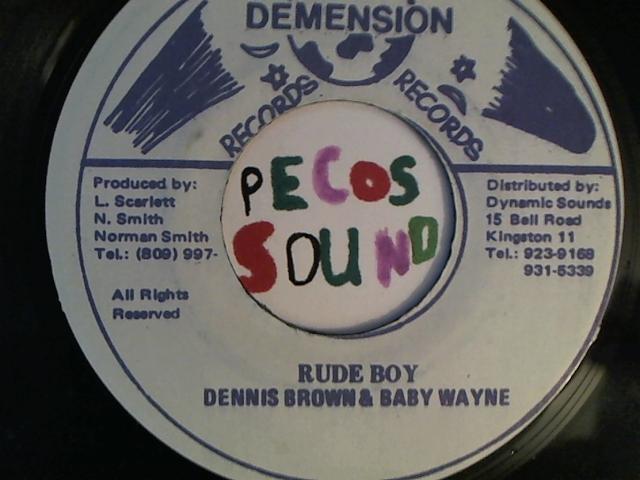 DEMENSION
RECORDS RECORDS
Produced by:
L. Scarlett
N. Smith
Norman Smith
Tel.: (809) 997-
All Rights
Reserved
PECOS
SOUND
Distributed by:
Dynamic Sounds
15 Bell Road
Kingston 11
Tel.: 923-9168
931-5339
RUDE BOY
DENNIS BROWN & BABY WAYNE